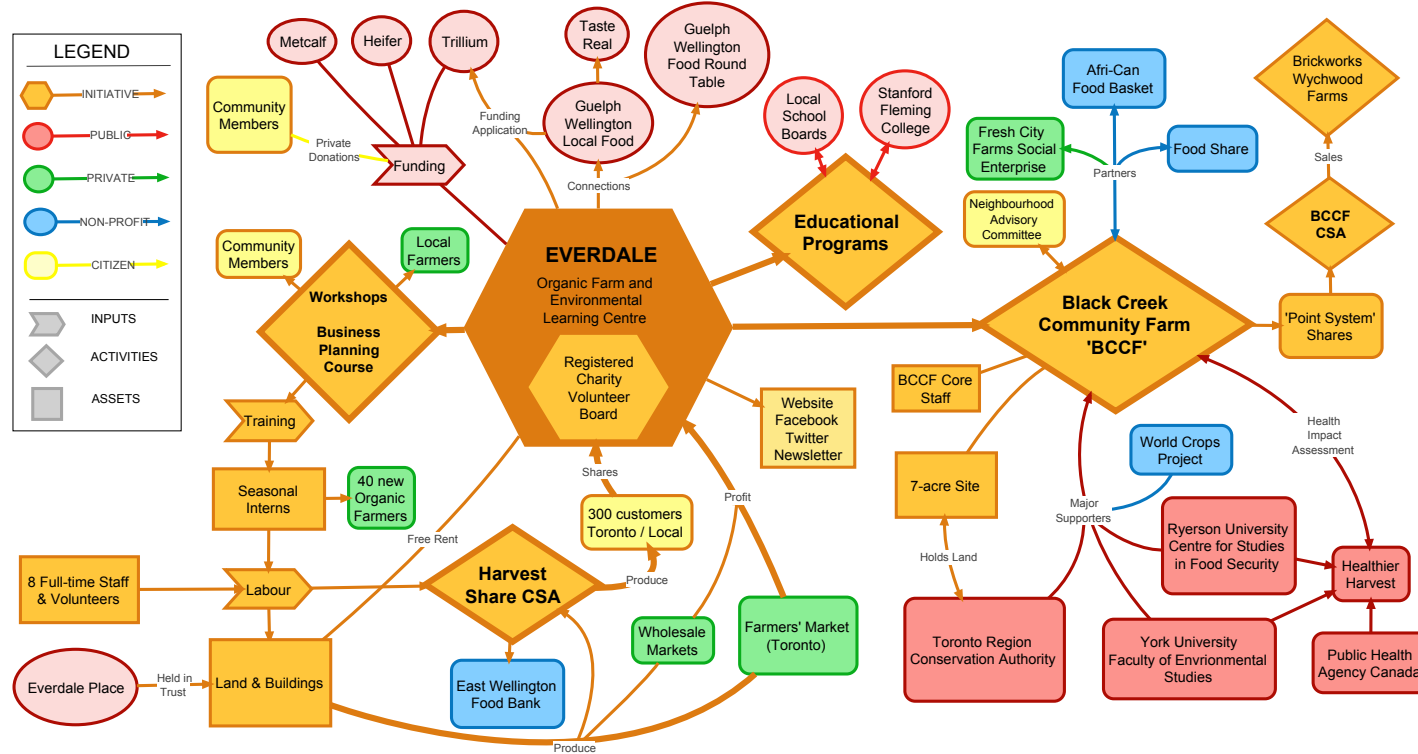 LEGEND
INITIATIVE
PUBLIC
PRIVATE
NON-PROFIT
CITIZEN
INPUTS
ACTIVITIES
ASSETS
Metcalf
Heifer
Trillium
Community
Members
Private
Donations
Funding
Funding
Application
Taste
Real
Guelph
Wellington
Local Food
Guelph
Wellington
Food Round
Table
Connections
Local
School
Boards
Stanford
Fleming
College
Educational
Programs
EVERDALE
Organic Farm and
Environmental
Learning Centre
Registered
Charity
Volunteer
Board
Community
Members
Local
Farmers
Workshops
Business
Planning
Course
Training
Seasonal
Interns
40 new
Organic
Farmers
8 Full-time Staff
& Volunteers
Labour
Everdale Place
Held in
Trust
Land & Buildings
Free Rent
Harvest
Share CSA
East Wellington
Food Bank
Shares
300 customers
Toronto / Local
Produce
Wholesale
Markets
Profit
Farmers' Market
(Toronto)
Produce
Website
Facebook
Twitter
Newsletter
Afri-Can
Food Basket
Fresh City
Farms Social
Enterprise
Food Share
Partners
Neighbourhood
Advisory
Committee
Black Creek
Community Farm
'BCCF'
Brickworks
Wychwood
Farms
Sales
BCCF
CSA
'Point System'
Shares
BCCF Core
Staff
7-acre Site
Holds Land
Toronto Region
Conservation Authority
World Crops
Project
Major
Supporters
Ryerson University
Centre for Studies
in Food Security
York University
Faculty of Envrionmental
Studies
Health
Impact
Assessment
Healthier
Harvest
Public Health
Agency Canada